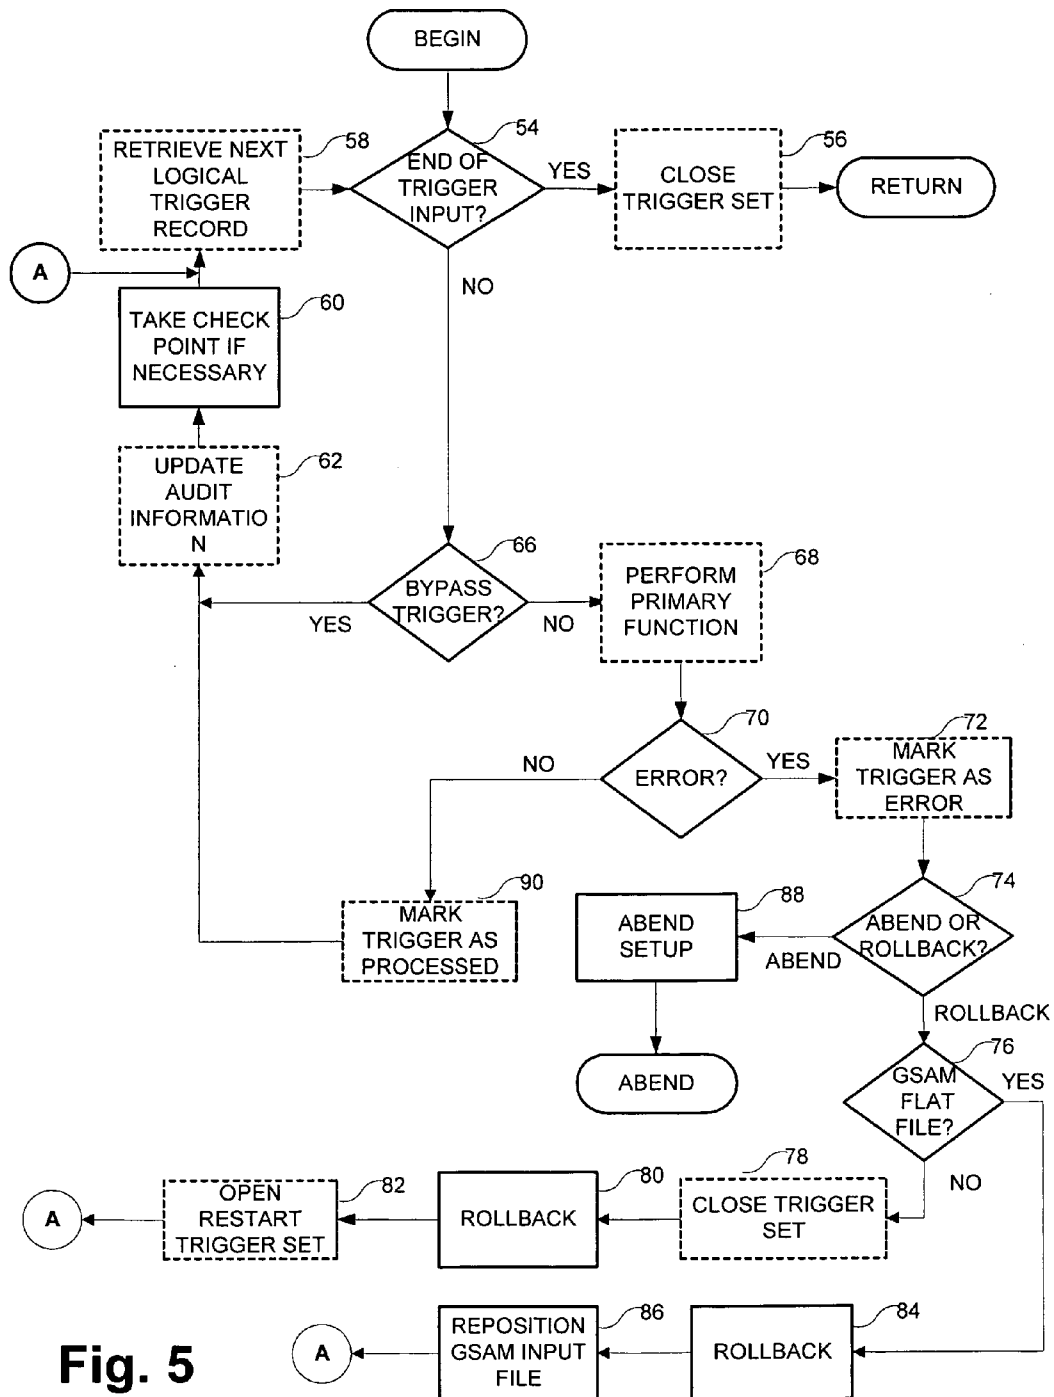 BEGIN
58
RETRIEVE NEXT
LOGICAL
TRIGGER
RECORD
54
END OF
TRIGGER
INPUT?
YES
56
CLOSE
TRIGGER SET
RETURN
A
NO
60
TAKE CHECK
POINT IF
NECESSARY
62
UPDATE
AUDIT
INFORMATIO
N
66
BYPASS
TRIGGER?
YES
NO
68
PERFORM
PRIMARY
FUNCTION
70
ERROR?
NO
YES
72
MARK
TRIGGER AS
ERROR
90
MARK
TRIGGER AS
PROCESSED
88
ABEND
SETUP
74
ABEND OR
ROLLBACK?
ABEND
ROLLBACK
ABEND
76
GSAM
FLAT
FILE?
YES
NO
78
CLOSE TRIGGER
SET
80
ROLLBACK
82
OPEN
RESTART
TRIGGER SET
A
84
ROLLBACK
86
REPOSITION
GSAM INPUT
FILE
A
Fig. 5